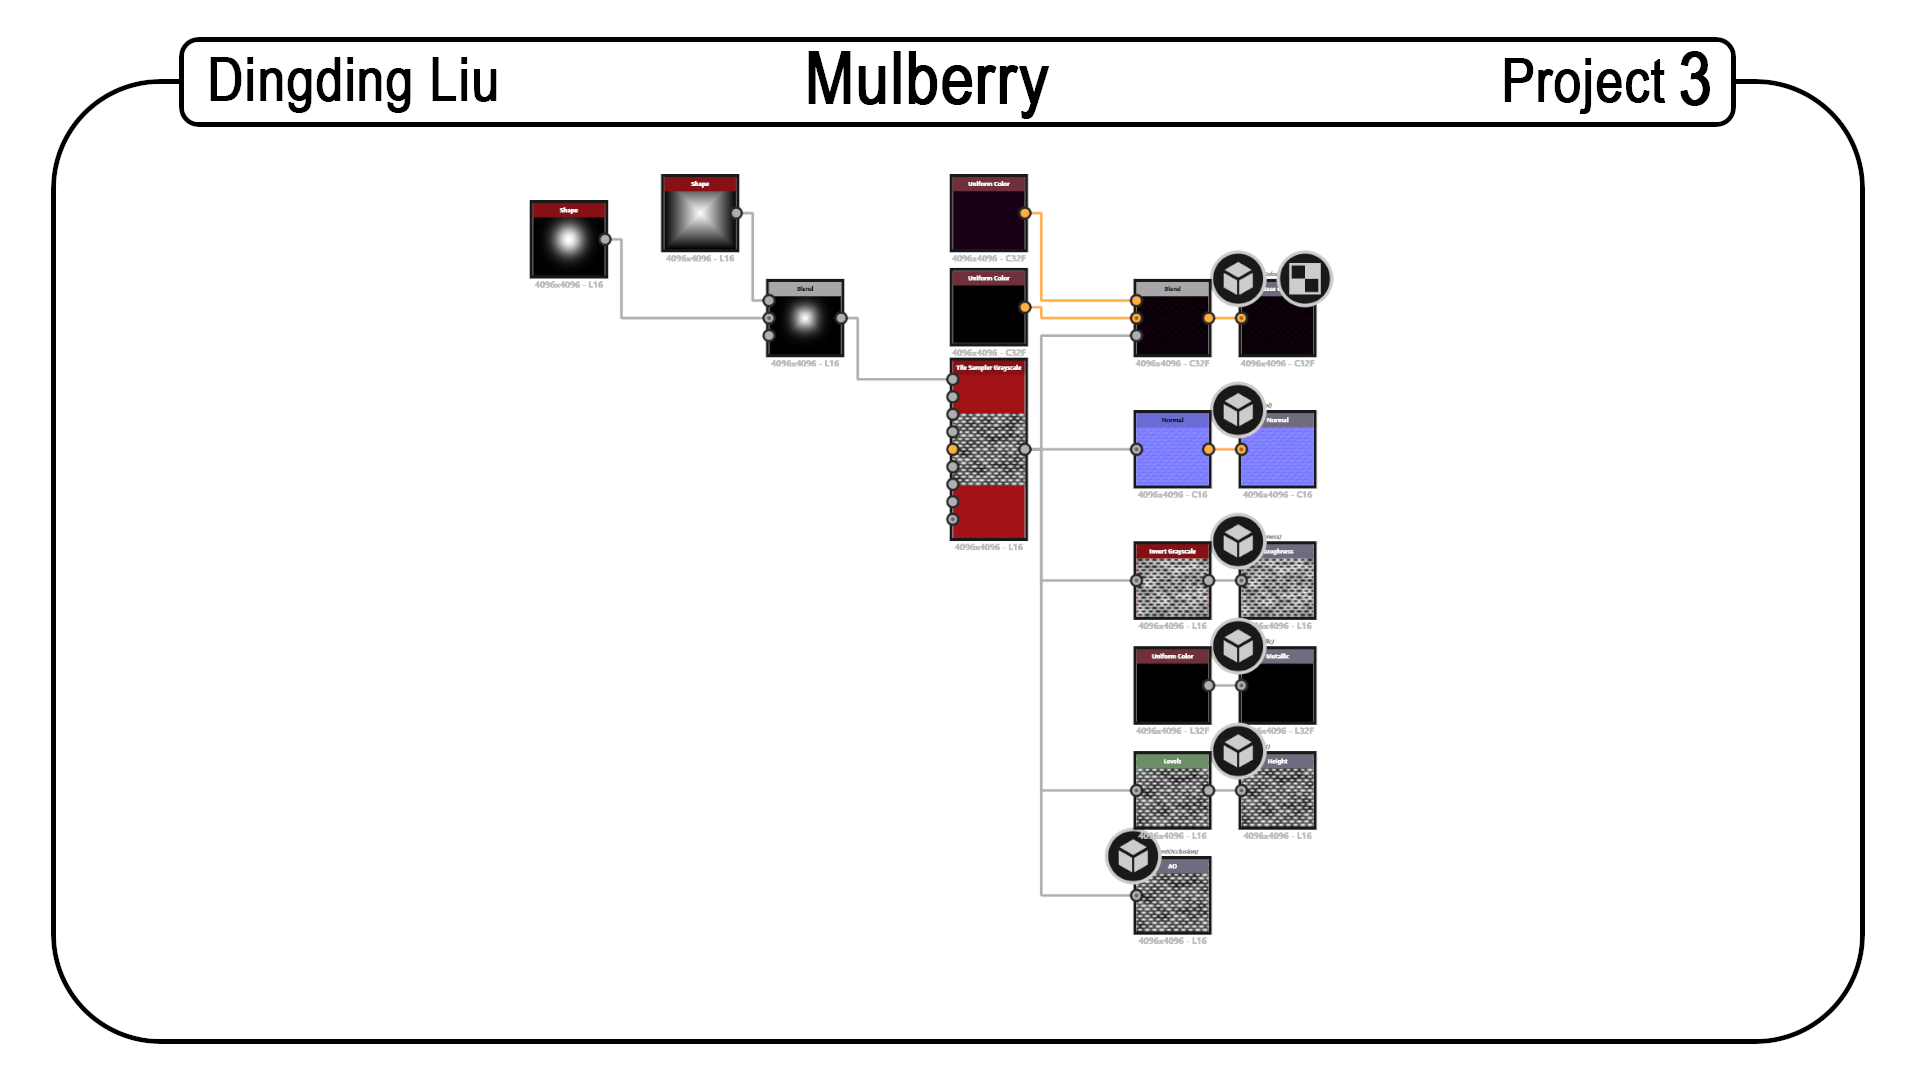 Dingding Liu
Mulberry
Project 3
Shape
4096x4096 - L16
Shape
4096x4096 - L16
Blend
4096x4096 - L16
Uniform Color
4096x4096 - C32F
Uniform Color
4096x4096 - C32F
Tile Sampler Grayscale
4096x4096 - L16
Blend
4096x4096 - C32F
4096x4096 - C32F
Normal
4096x4096 - C16
Normal
4096x4096 - C16
Invert Grayscale
4096x4096 - L16
4096x4096 - L16
Uniform Color
4096x4096 - L32F
Metallic
4096x4096 - L32F
Levels
4096x4096 - L16
Height
4096x4096 - L16
AO
4096x4096 - L16